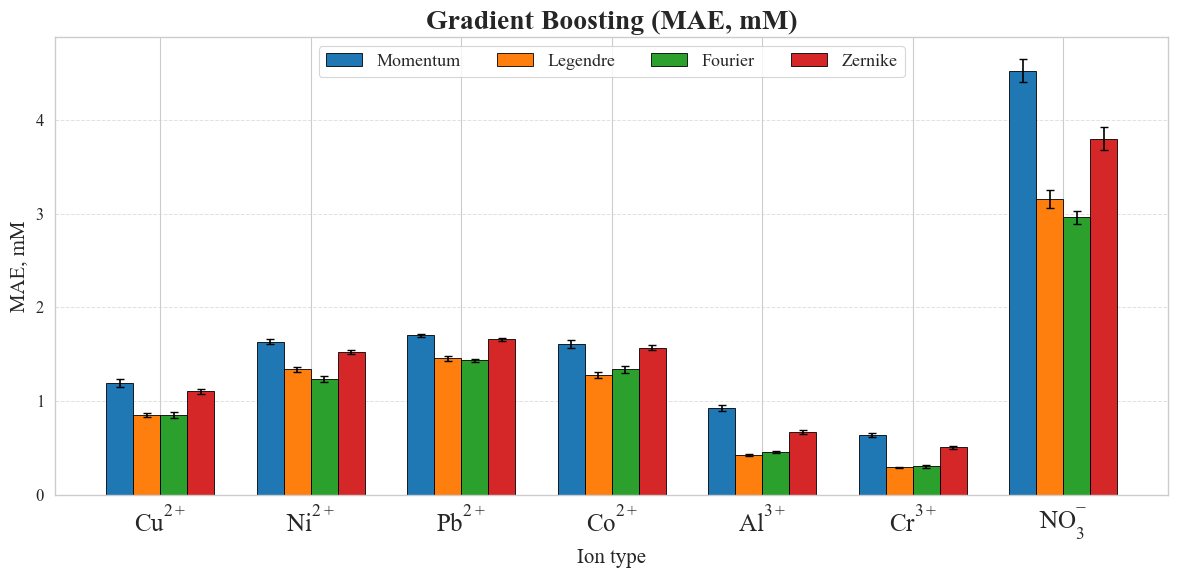 Gradient Boosting (MAE, mM)
Momentum Legendre Fourier Zernike
MAE, mM
4
3
2
1
0
Cu²⁺ Ni²⁺ Pb²⁺ Co²⁺ Al³⁺ Cr³⁺ NO₃⁻
Ion type